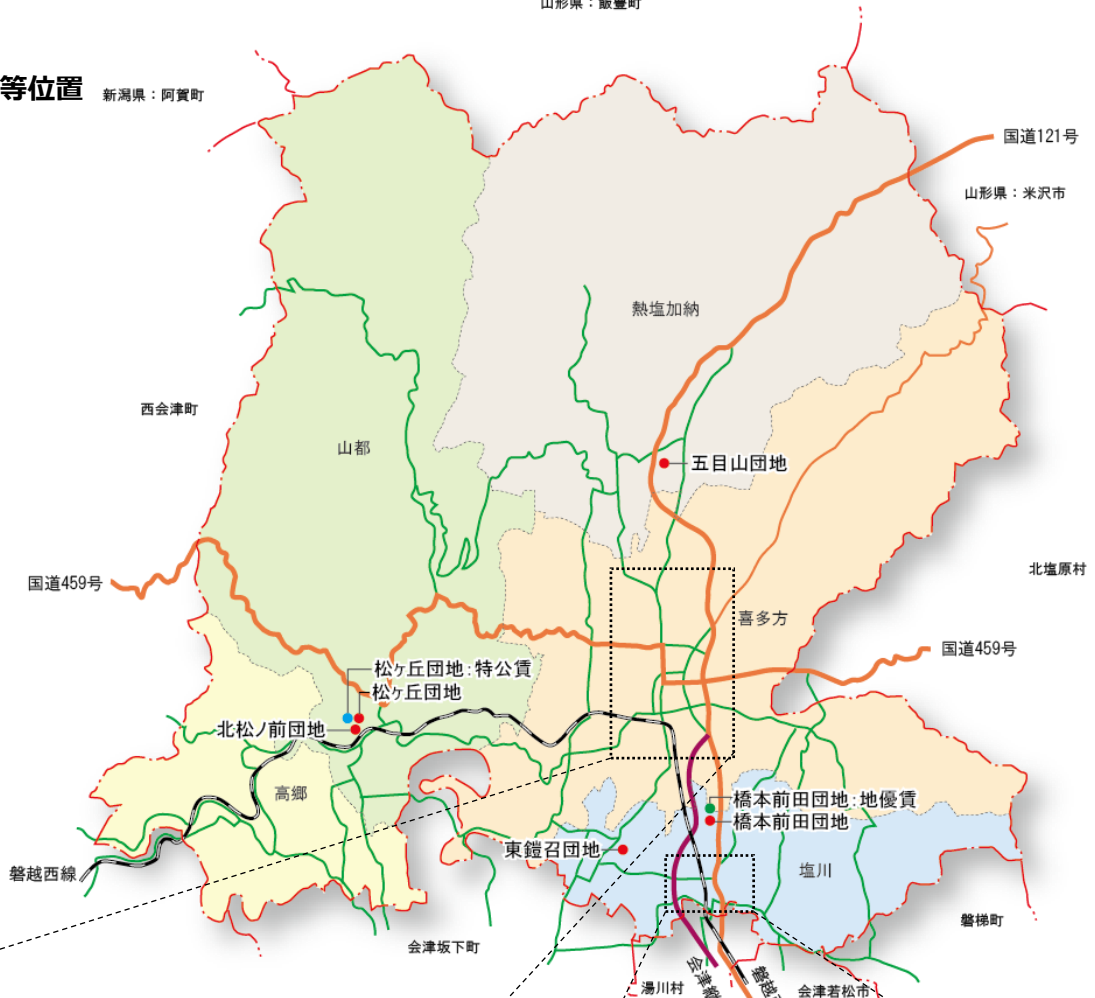 山形県：飯豊町
等位置
新潟県：阿賀町
国道121号
山形県：米沢市
熱塩加納
西会津町
山都
五目山団地
北塩原村
国道459号
喜多方
国道459号
松ヶ丘団地：特公賃
松ヶ丘団地
北松ノ前団地
高郷
橋本前田団地：地優賃
橋本前田団地
東鎧召団地
塩川
磐越西線
磐梯町
会津坂下町
湯川村
会津
磐越
会津若松市